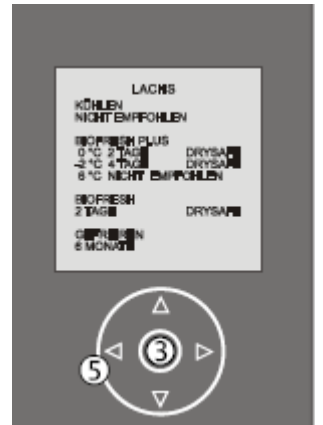 LACHS
KÜHLEN
NICHT EMPFOHLEN
BIOFRESH PLUS
0 °C 2 TAGE DRYSAFE
-2 °C 4 TAGE DRYSAFE
6 °C NICHT EMPFOHLEN
BIOFRESH
2 TAGE DRYSAFE
GEFRIEREN
6 MONATE
3
5